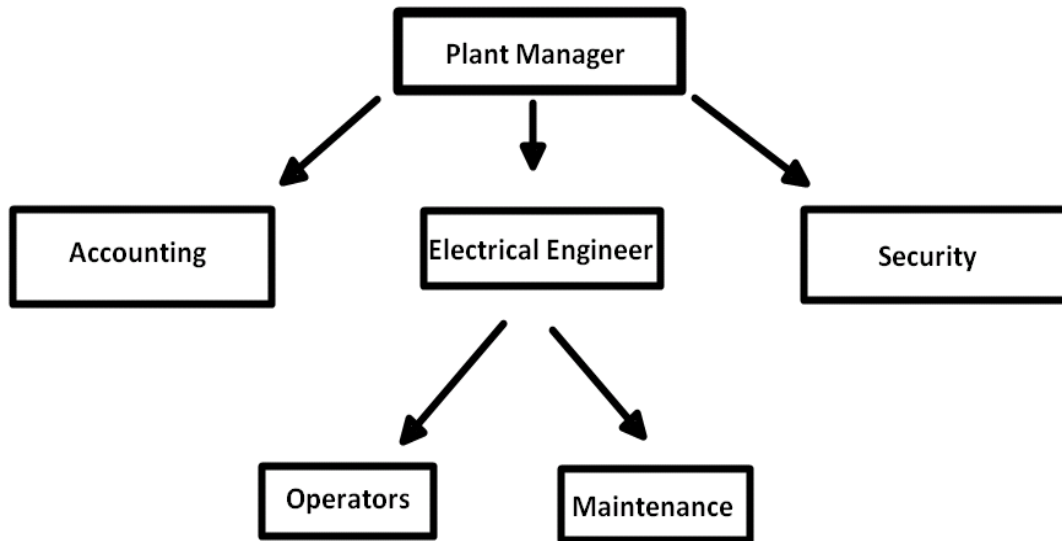 Plant Manager
Accounting
Electrical Engineer
Security
Operators
Maintenance